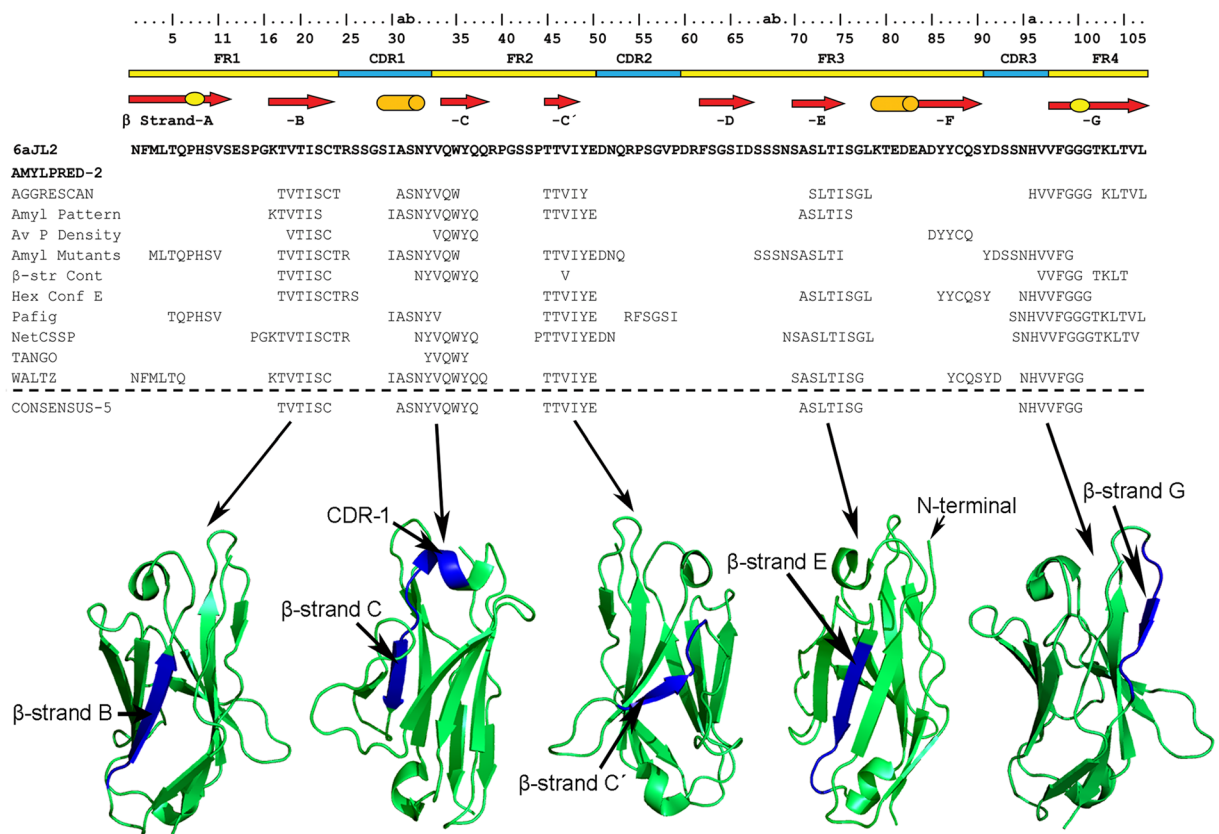 ab ab a
5 11 16 20 25 30 35 40 45 50 55 60 65 70 75 80 85 90 95 100 105
FR1 CDR1 FR2 CDR2 FR3 CDR3 FR4
β Strand-A -B -C -C´ -D -E -F -G
6aJL2 NFMLTQPHSVSESPGKTVTISCTRSSGSIASNYVQWYQQRPGSSPTTVIYEDNQRPSGVPDRFSGSIDSSSNSASLTISGLKTEDEADYYCQSYDSSNHVVFGGGTKLTVL
AMYLPRED-2
AGGRESCAN TVTISCT ASNYVQW TTVIY SLTISGL HVVFGGG KLTVL
Amyl Pattern KTVTIS IASNYVQWYQ TTVIYE ASLTIS
Av P Density VTISC VQWYQ DYYCQ
Amyl Mutants MLTQPHSV TVTISCTR IASNYVQWYQ TTVIYEDNQ SSSNSASLTI YDSSNHVVFG
β-str Cont TVTISC NYVQWYQ V VVFGG TKLT
Hex Conf E TVTISCTRS TTVIYE ASLTISGL YYCQSY NHVVFGGG
Pafig TQPHSV IASNYV TTVIYE RFSGSI SNHVVFGGGTKLTVL
NetCSSP PGKTVTISCTR NYVQWYQ PTTVIYEDN NSASLTISGL SNHVVFGGGTKLTV
TANGO YVQWY
WALTZ NFMLTQ KTVTISC IASNYVQWYQQ TTVIYE SASLTISG YCQSYD NHVVFGG
CONSENSUS-5 TVTISC ASNYVQWYQ TTVIYE ASLTISG NHVVFGG
β-strand B
CDR-1
β-strand C
β-strand C´
β-strand E
N-terminal
β-strand G